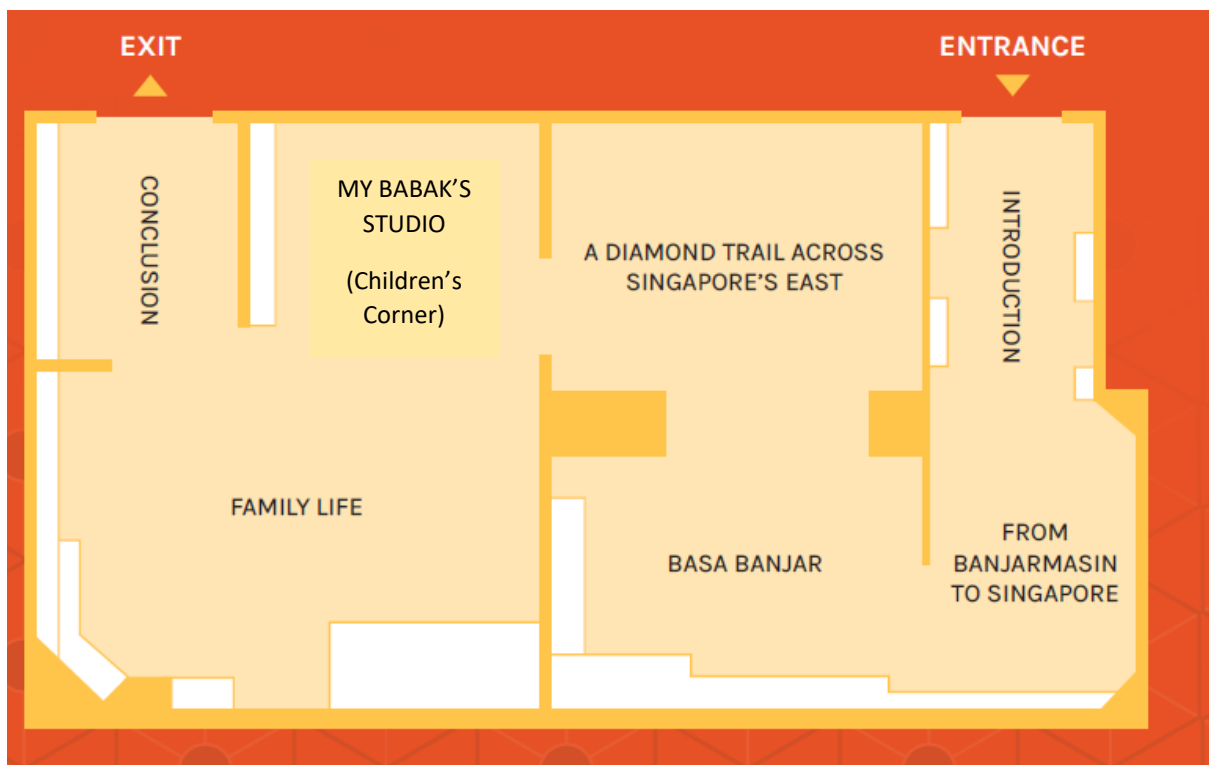 EXIT
ENTRANCE
CONCLUSION
MY BABAK’S
STUDIO
(Children’s
Corner)
A DIAMOND TRAIL ACROSS
SINGAPORE’S EAST
INTRODUCTION
FAMILY LIFE
BASA BANJAR
FROM
BANJARMASIN
TO SINGAPORE